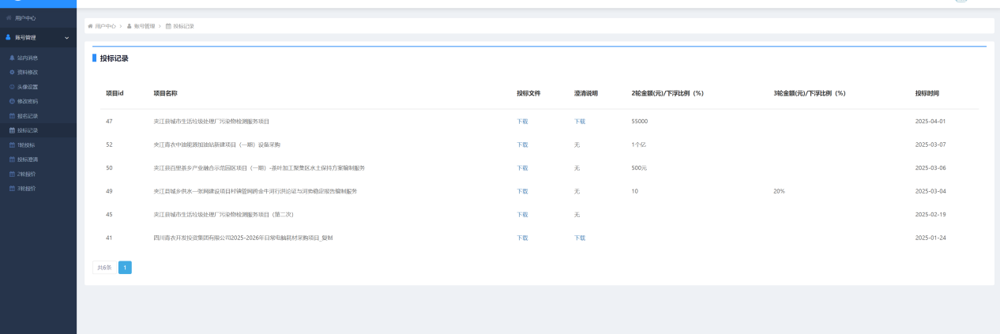 用户中心
账号管理
站内消息
资料修改
头像设置
修改密码
报名记录
投标记录
1轮投标
投标澄清
2轮报价
3轮报价
用户中心 > 账号管理 > 投标记录
投标记录
项目id 项目名称 投标文件 澄清说明 2轮金额(元)/下浮比例（%） 3轮金额(元)/下浮比例（%） 投标时间
47 夹江县城市生活垃圾处理厂污染物检测服务项目 下载 下载 55000 2025-04-01
52 夹江青衣中油能源加油站新建项目（一期）设备采购 下载 无 1个亿 2025-03-07
50 夹江县百里茶乡产业融合示范园区项目（一期）-茶叶加工聚集区水土保持方案编制服务 下载 无 500元 2025-03-06
49 夹江县城乡供水一张网建设项目村镇管网跨金牛河行洪论证与河势稳定报告编制服务 下载 无 10 20% 2025-03-04
45 夹江县城市生活垃圾处理厂污染物检测服务项目（第二次） 下载 无 2025-02-19
41 四川青衣开发投资集团有限公司2025-2026年日常电脑耗材采购项目_复制 下载 下载 2025-01-24
共6条 1